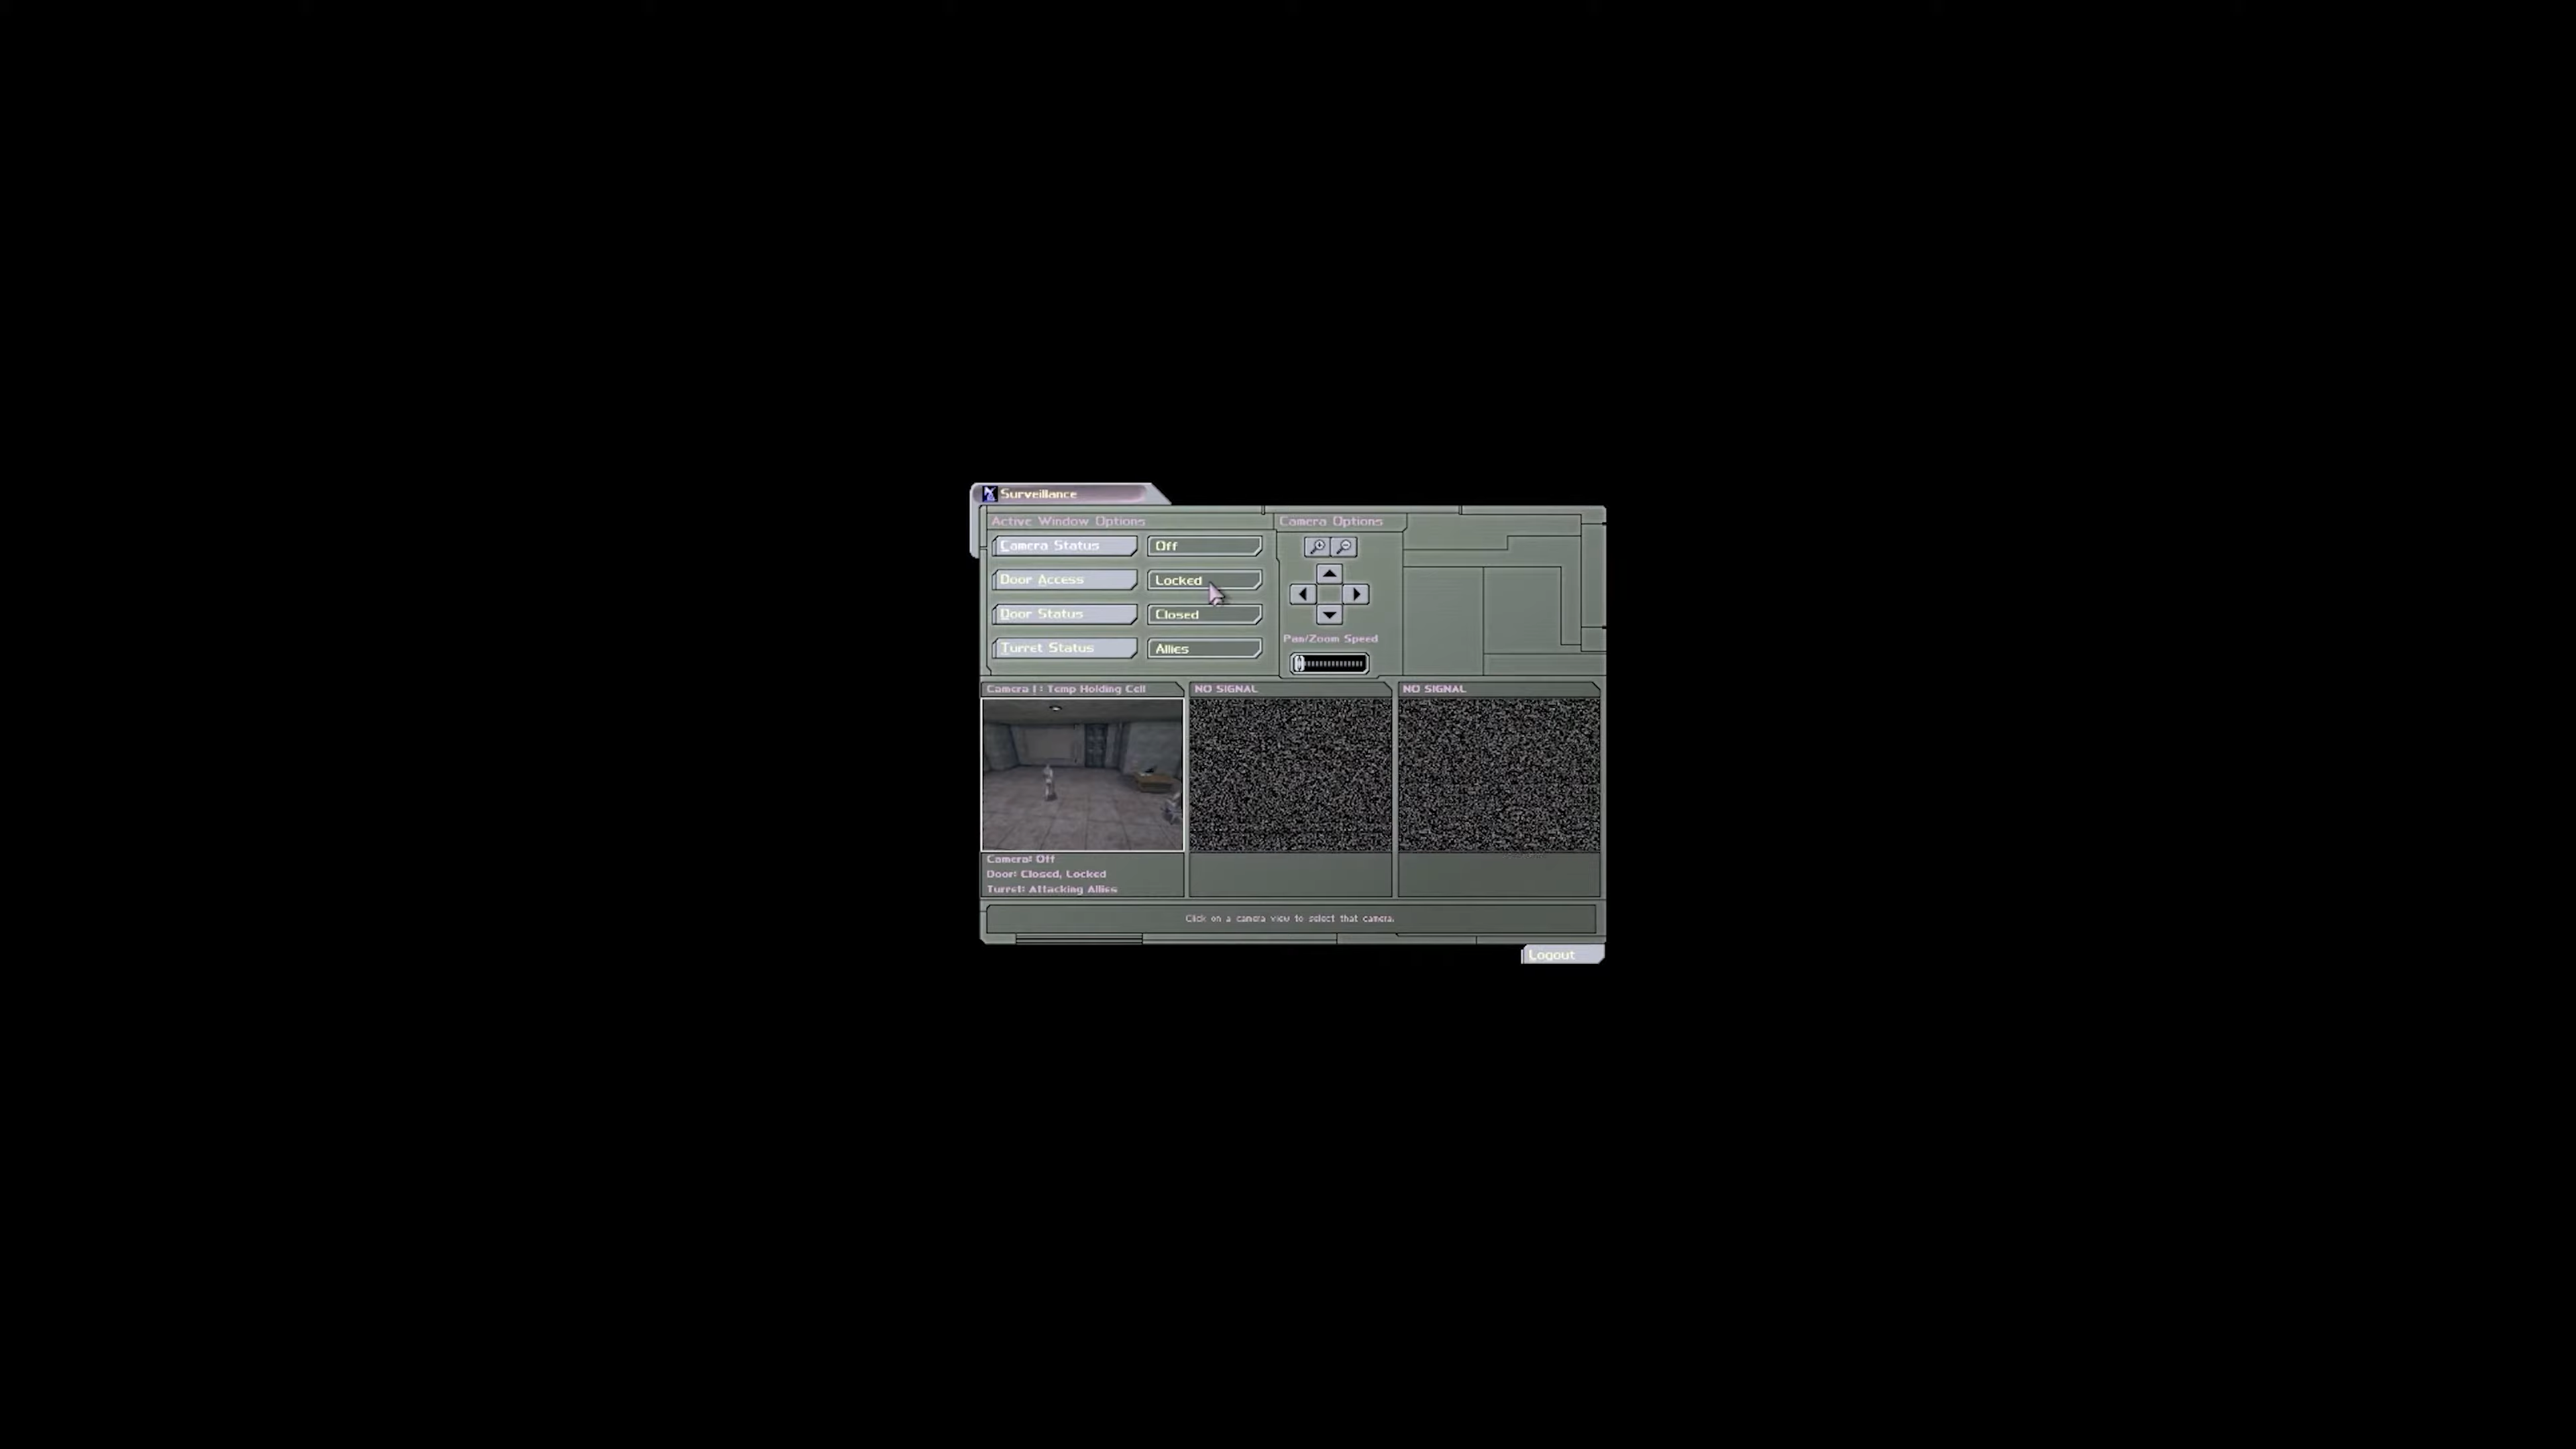 Surveillance
Active Window Options
Camera Options
Camera Status
Off
Door Access
Locked
Door Status
Closed
Turret Status
Allies
Pan/Zoom Speed
Camera 1: Temp Holding Cell
NO SIGNAL
NO SIGNAL
Camera: Off
Door: Closed, Locked
Turret: Attacking Allies
Click on a camera view to select that camera.
Logout